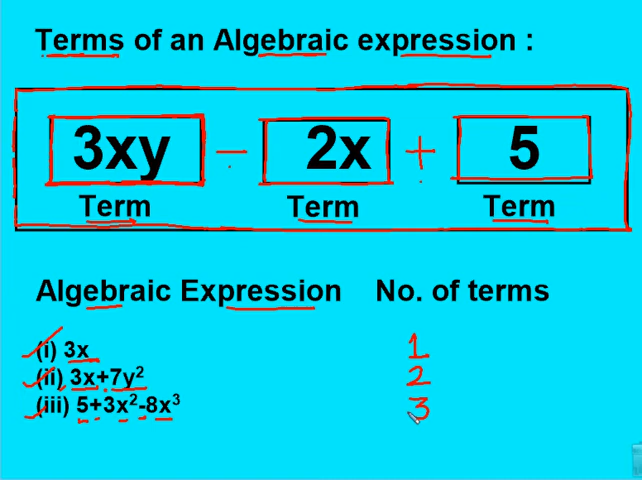 Terms of an Algebraic expression :
3xy − 2x + 5
Term Term Term
Algebraic Expression No. of terms
(i) 3x 1
(ii) 3x+7y² 2
(iii) 5+3x²-8x³ 3